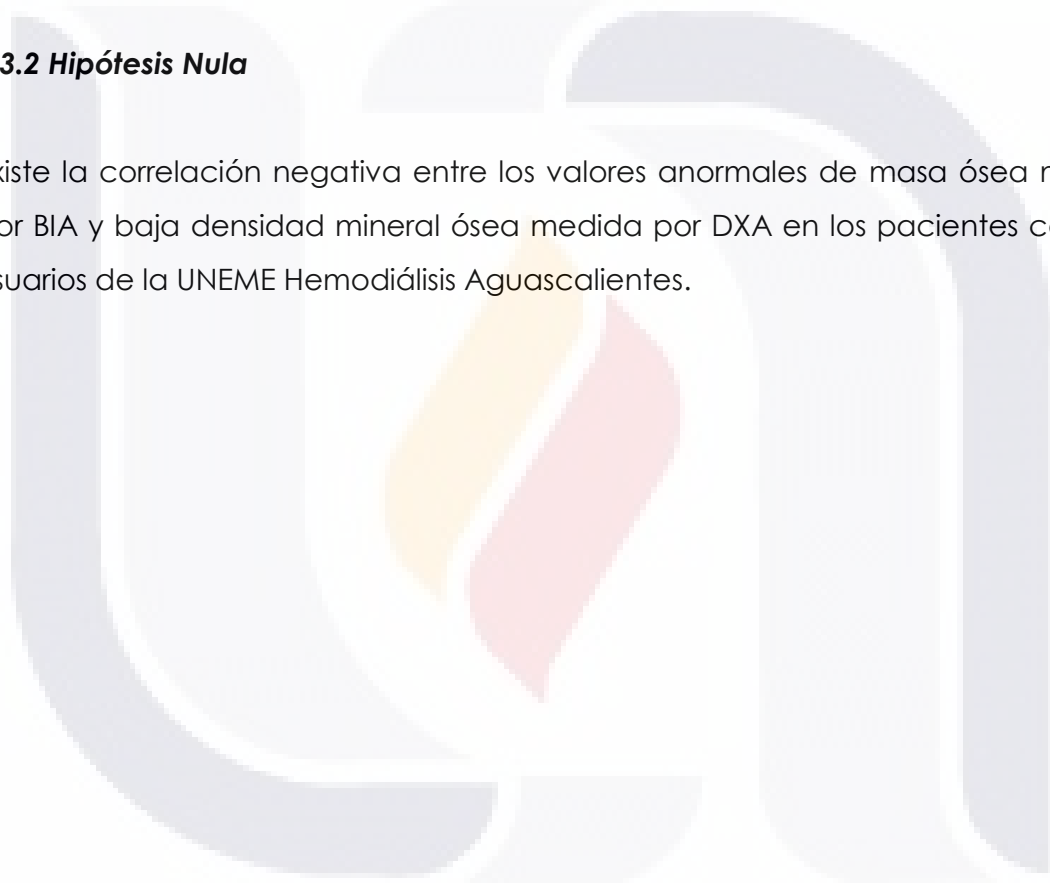 3.2 Hipótesis Nula
xiste la correlación negativa entre los valores anormales de masa ósea
or BIA y baja densidad mineral ósea medida por DXA en los pacientes
suarios de la UNEME Hemodiálisis Aguascalientes.